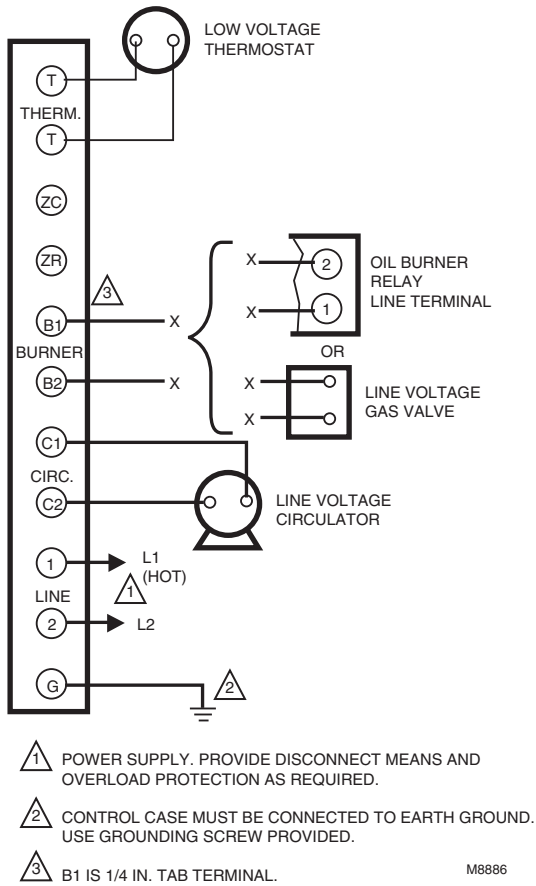 LOW VOLTAGE
THERMOSTAT
T
THERM.
T
ZC
ZR
3
B1
X
BURNER
B2
X
X
2
X
1
OIL BURNER
RELAY
LINE TERMINAL
OR
X
X
LINE VOLTAGE
GAS VALVE
C1
CIRC.
C2
LINE VOLTAGE
CIRCULATOR
1
L1
(HOT)
1
LINE
2
L2
G
2
1 POWER SUPPLY. PROVIDE DISCONNECT MEANS AND
OVERLOAD PROTECTION AS REQUIRED.
2 CONTROL CASE MUST BE CONNECTED TO EARTH GROUND.
USE GROUNDING SCREW PROVIDED.
3 B1 IS 1/4 IN. TAB TERMINAL.
M8886